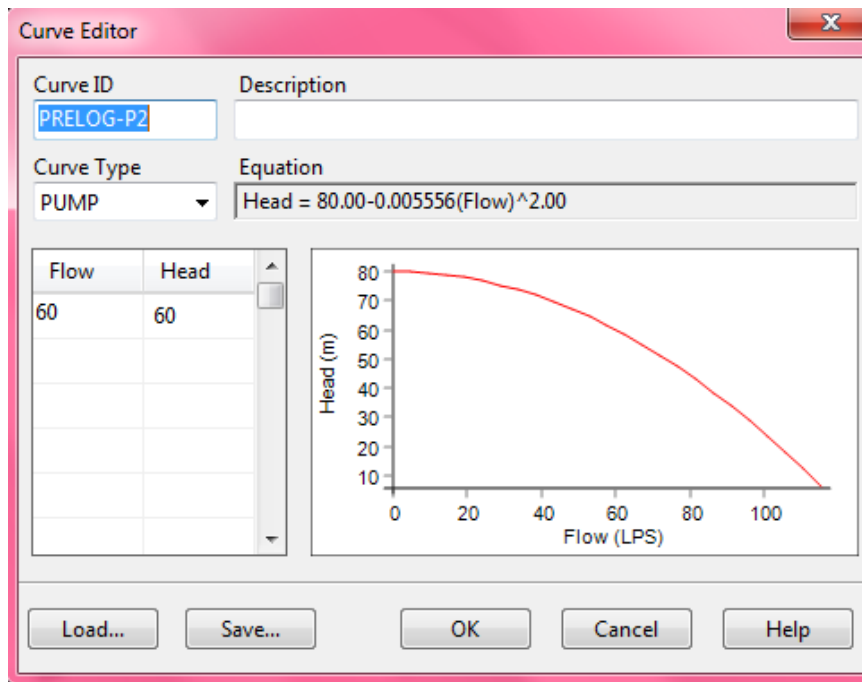 Curve Editor
Curve ID Description
PRELOG-P2
Curve Type Equation
PUMP Head = 80.00-0.005556(Flow)^2.00
Flow Head
60 60
Head (m)
80
70
60
50
40
30
20
10
0 20 40 60 80 100
Flow (LPS)
Load... Save... OK Cancel Help